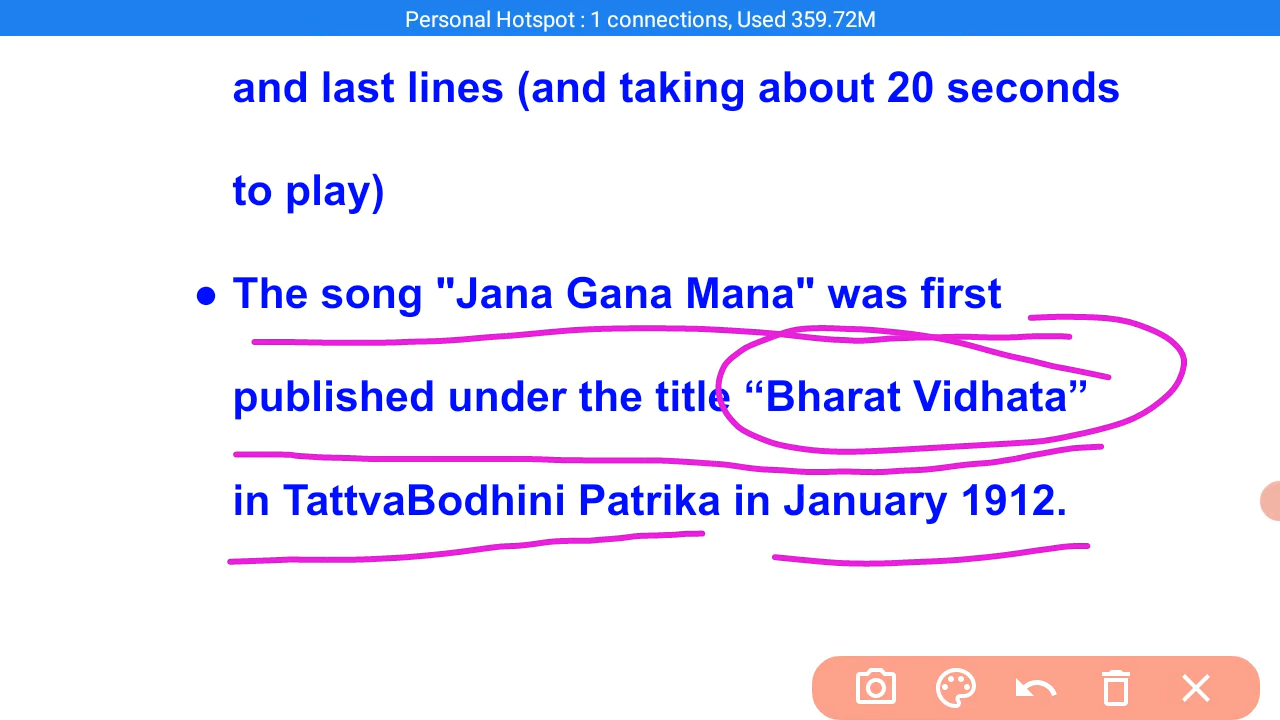 Personal Hotspot : 1 connections, Used 359.72M
and last lines (and taking about 20 seconds
to play)
● The song "Jana Gana Mana" was first
published under the title “Bharat Vidhata”
in TattvaBodhini Patrika in January 1912.